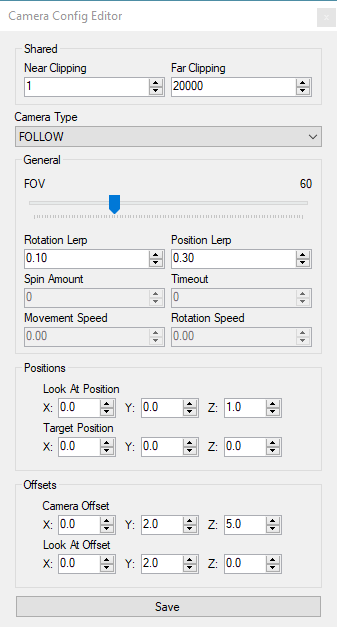 Camera Config Editor
Shared
Near Clipping Far Clipping
1 20000
Camera Type
FOLLOW
General
FOV 60
Rotation Lerp Position Lerp
0.10 0.30
Spin Amount Timeout
0 0
Movement Speed Rotation Speed
0.00 0.00
Positions
Look At Position
X: 0.0 Y: 0.0 Z: 1.0
Target Position
X: 0.0 Y: 0.0 Z: 0.0
Offsets
Camera Offset
X: 0.0 Y: 2.0 Z: 5.0
Look At Offset
X: 0.0 Y: 2.0 Z: 0.0
Save